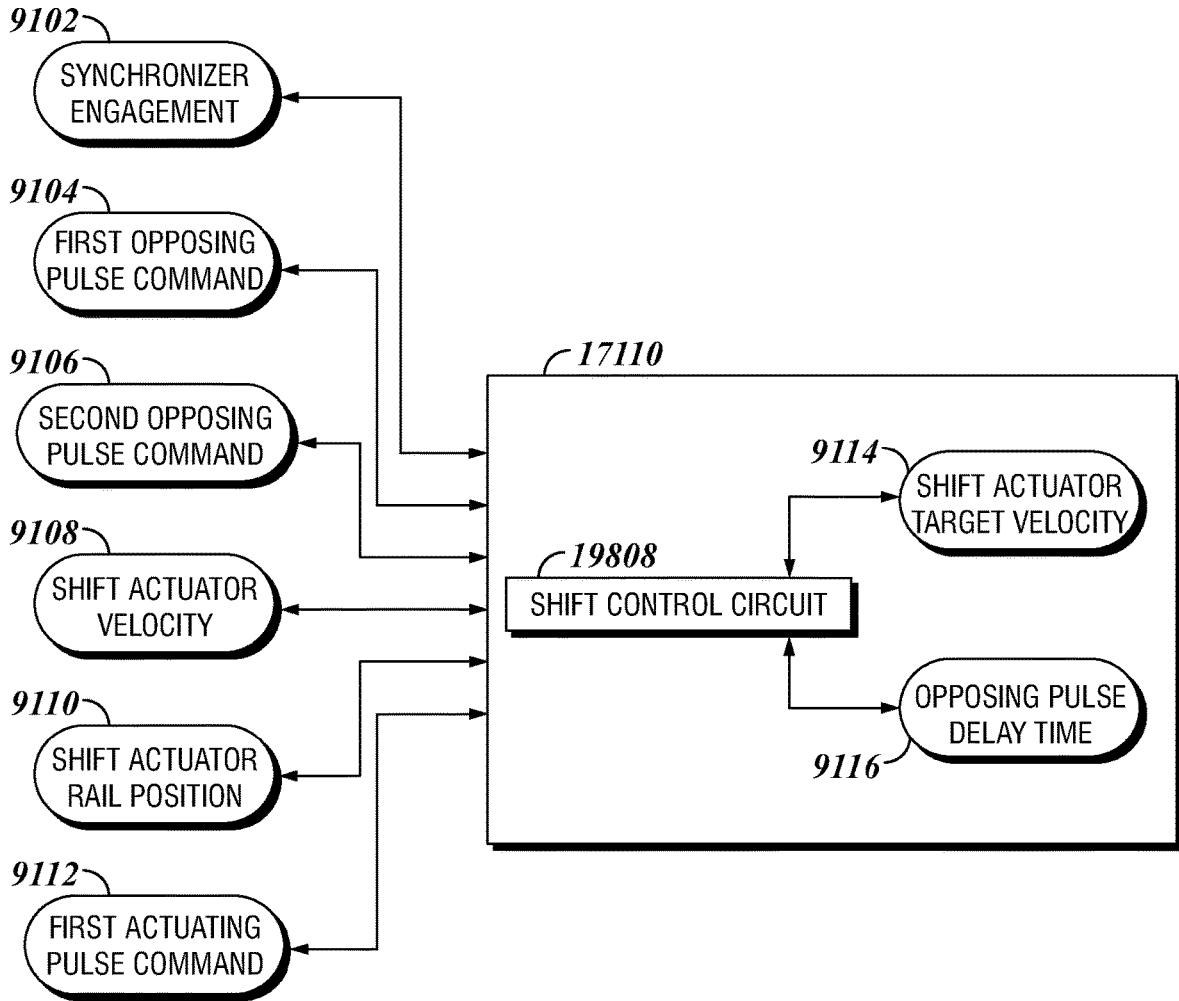 9102
SYNCHRONIZER
ENGAGEMENT
9104
FIRST OPPOSING
PULSE COMMAND
9106
SECOND OPPOSING
PULSE COMMAND
9108
SHIFT ACTUATOR
VELOCITY
9110
SHIFT ACTUATOR
RAIL POSITION
9112
FIRST ACTUATING
PULSE COMMAND
17110
19808
SHIFT CONTROL CIRCUIT
9114
SHIFT ACTUATOR
TARGET VELOCITY
OPPOSING PULSE
DELAY TIME
9116